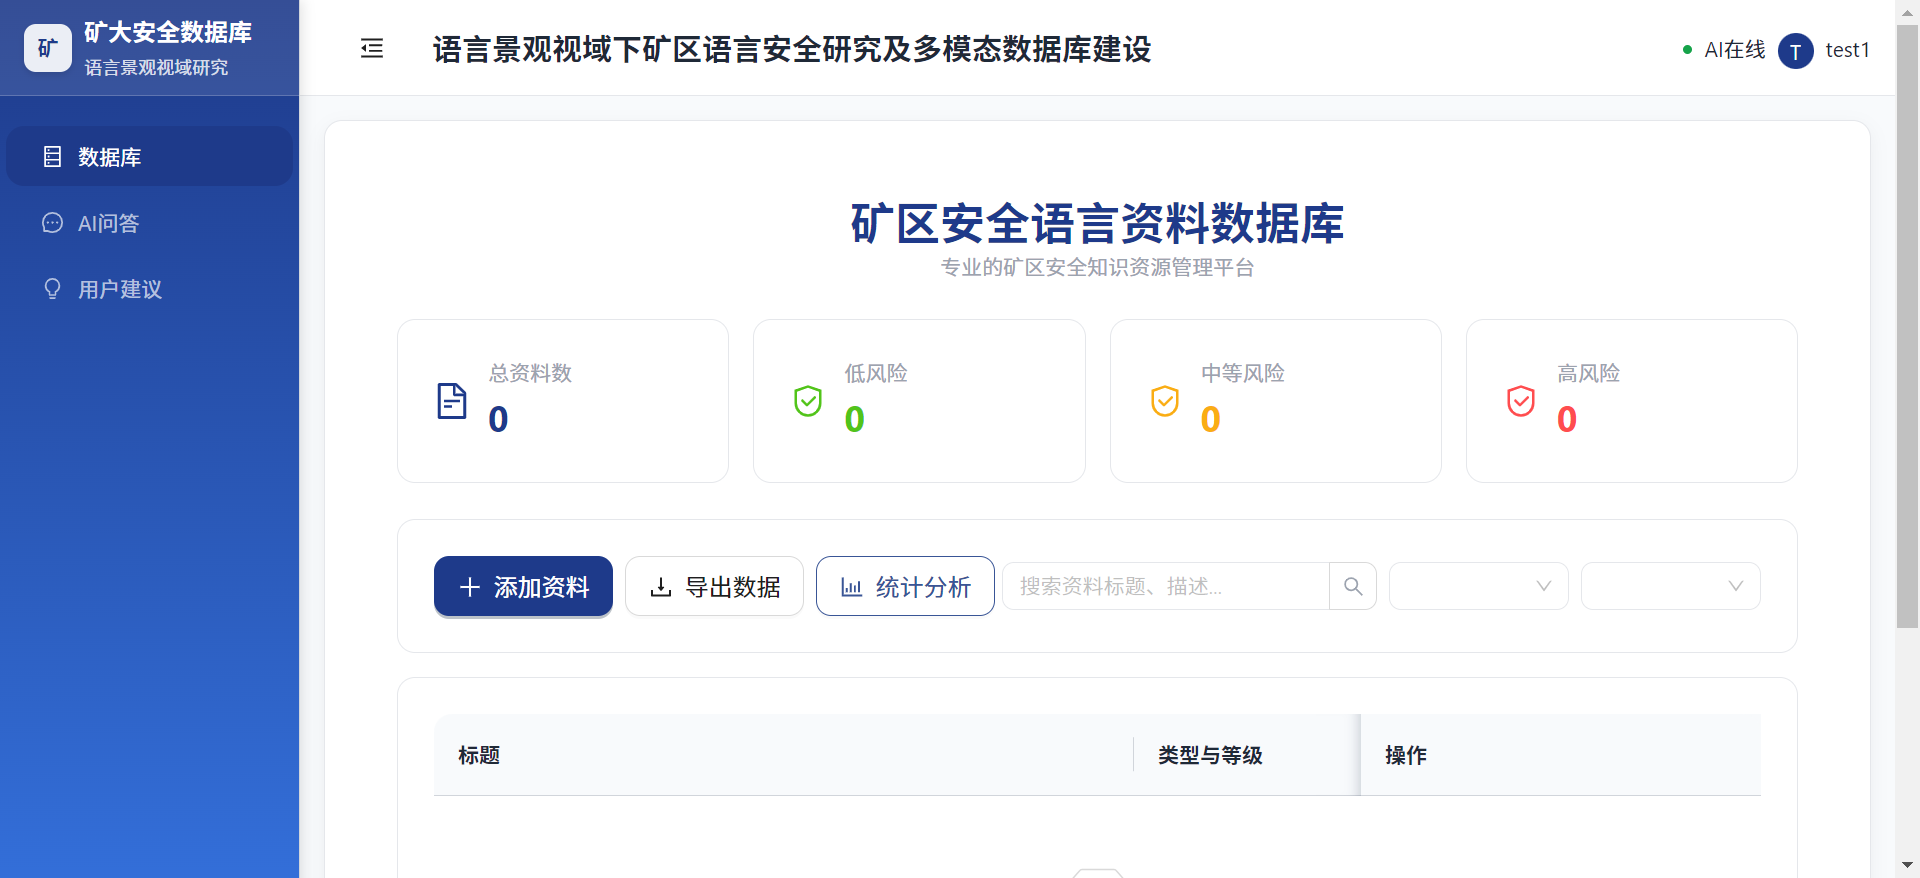 矿
矿大安全数据库
语言景观视域研究
语言景观视域下矿区语言安全研究及多模态数据库建设
AI在线
T
test1
数据库
AI问答
用户建议
矿区安全语言资料数据库
专业的矿区安全知识资源管理平台
总资料数
0
低风险
0
中等风险
0
高风险
0
添加资料
导出数据
统计分析
搜索资料标题、描述...
标题
类型与等级
操作